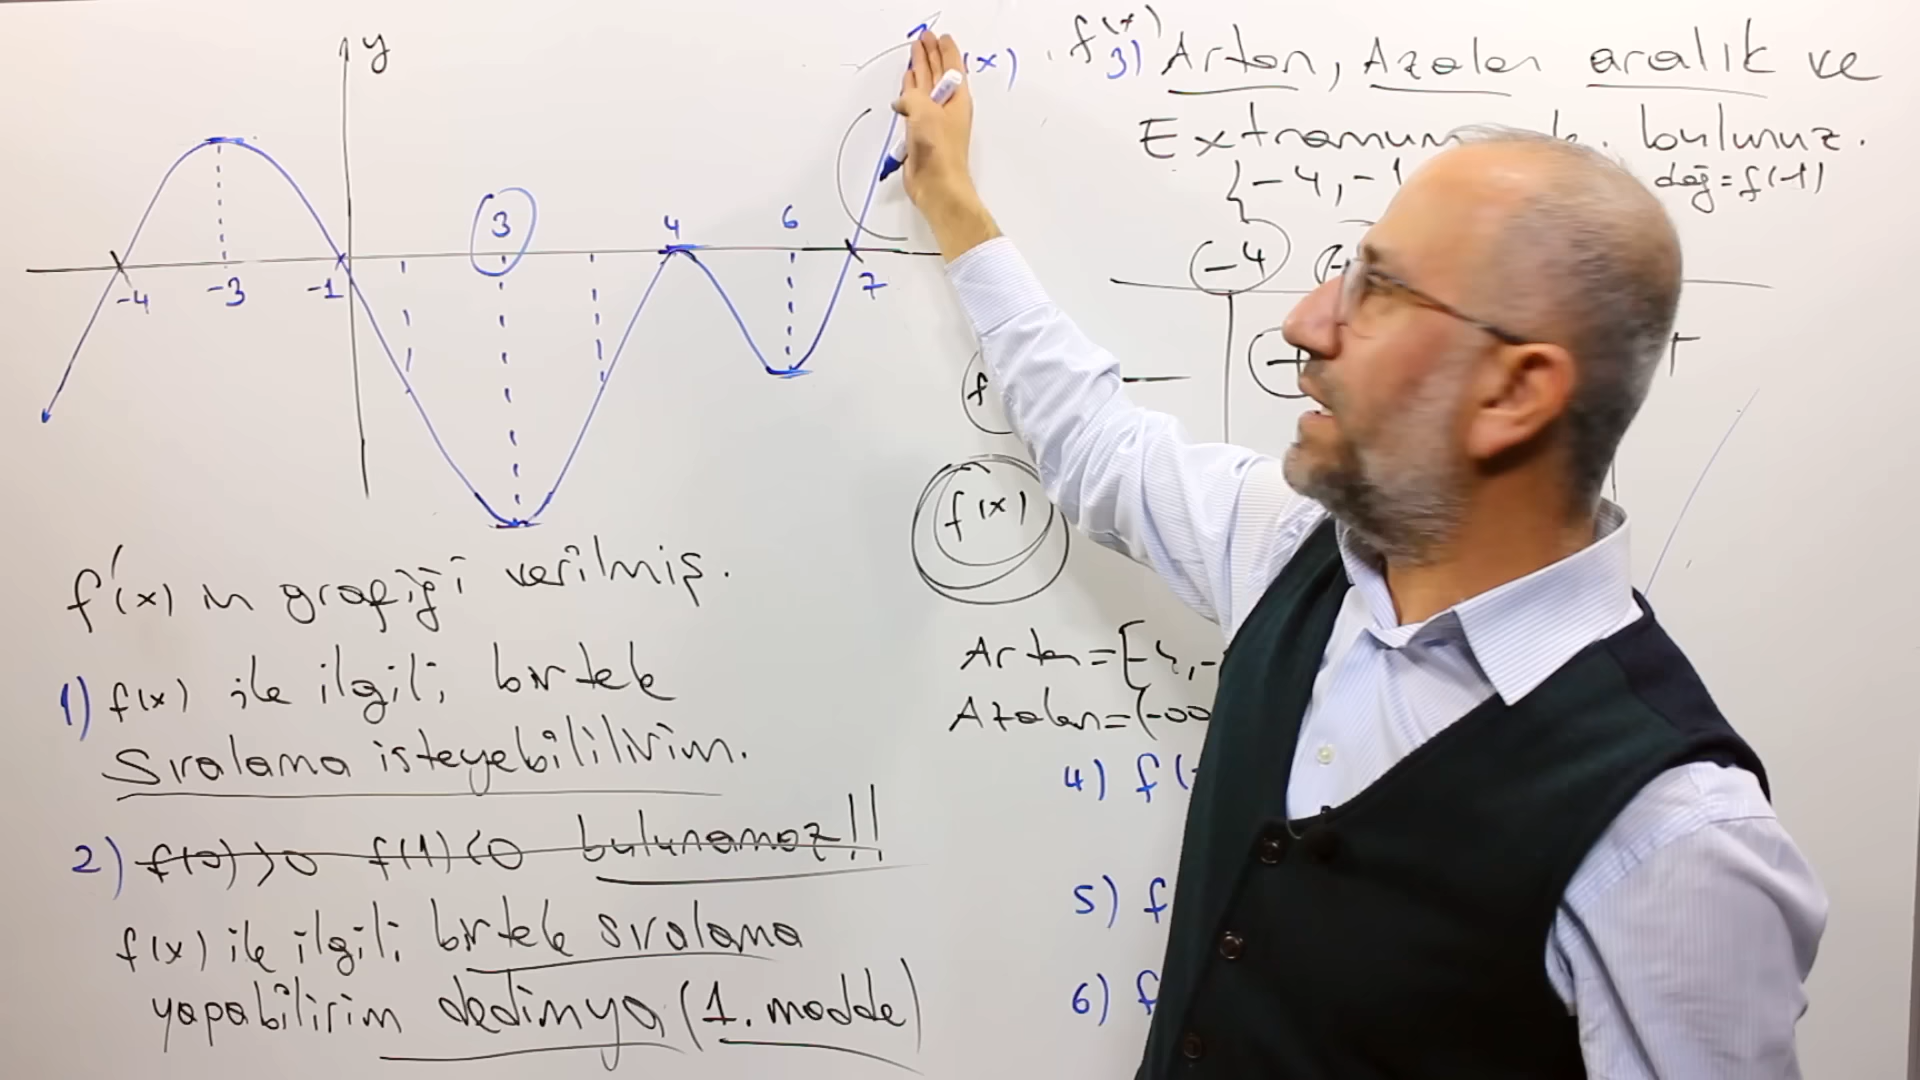 y
-4
-3
-1
3
4
6
7
(x)
f'(x) in grafiği verilmiş.
1) f(x) ile ilgili birtek
Sıralama isteyebililirim.
2) f(0)>0 f(1)<0 bulunamaz!!
f(x) ile ilgili birtek sıralama
yapabilirim dedimya (1. madde)
3) Artan, Azalan aralık ve
bulunuz.
{-4, -1
dağ=f(-1)
-4
+
-
+
f
f(x)
Artan=[-4,-
Azalan=(-∞
4) f(
5) f
6) f